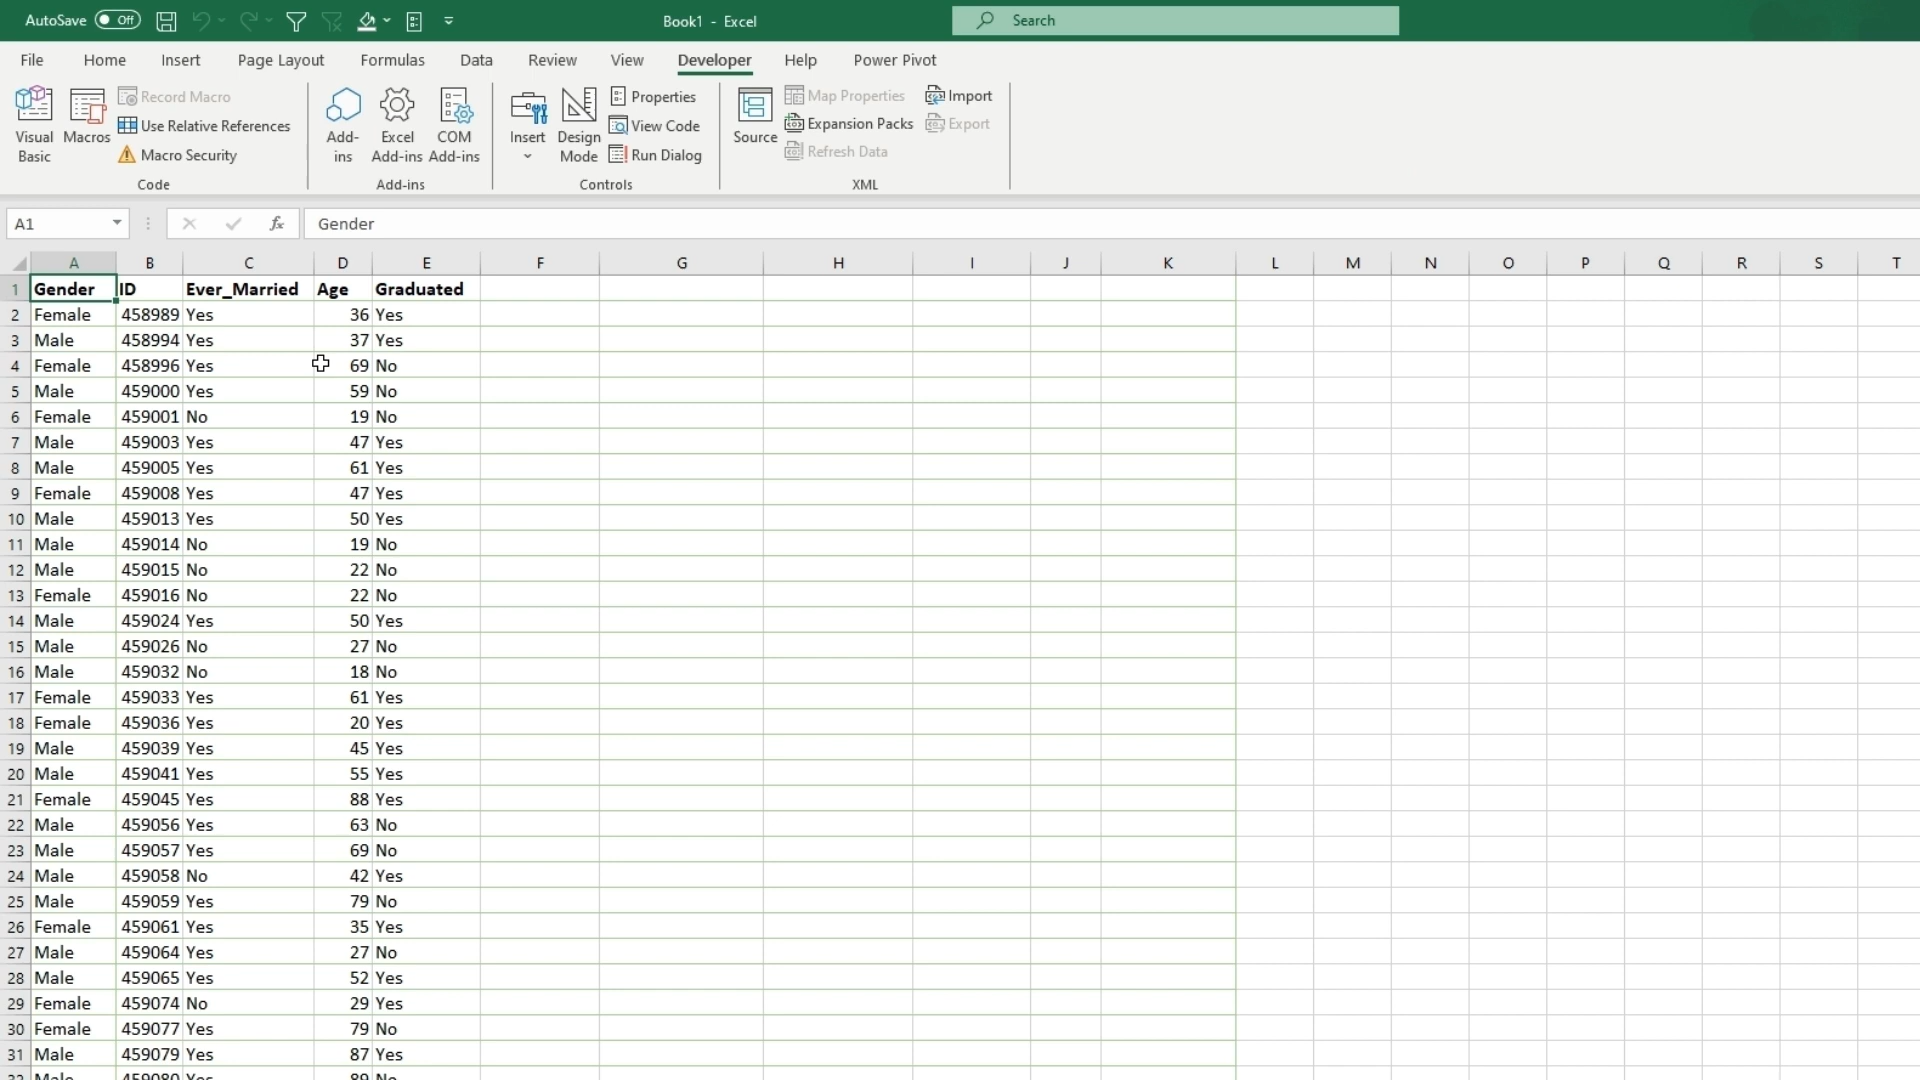 AutoSave Off Book1 - Excel Search
File Home Insert Page Layout Formulas Data Review View Developer Help Power Pivot
Visual Basic
Macros
Record Macro
Use Relative References
Macro Security
Code
Add-ins
Excel Add-ins
COM Add-ins
Add-ins
Insert
Design Mode
Properties
View Code
Run Dialog
Controls
Source
Map Properties
Expansion Packs
Refresh Data
Import
Export
XML
A1 fx Gender
A B C D E F G H I J K L M N O P Q R S T
1 Gender ID Ever_Married Age Graduated
2 Female 458989 Yes 36 Yes
3 Male 458994 Yes 37 Yes
4 Female 458996 Yes 69 No
5 Male 459000 Yes 59 No
6 Female 459001 No 19 No
7 Male 459003 Yes 47 Yes
8 Male 459005 Yes 61 Yes
9 Female 459008 Yes 47 Yes
10 Male 459013 Yes 50 Yes
11 Male 459014 No 19 No
12 Male 459015 No 22 No
13 Female 459016 No 22 No
14 Male 459024 Yes 50 Yes
15 Male 459026 No 27 No
16 Male 459032 No 18 No
17 Female 459033 Yes 61 Yes
18 Female 459036 Yes 20 Yes
19 Male 459039 Yes 45 Yes
20 Male 459041 Yes 55 Yes
21 Female 459045 Yes 88 Yes
22 Male 459056 Yes 63 No
23 Male 459057 Yes 69 No
24 Male 459058 No 42 Yes
25 Male 459059 Yes 79 No
26 Female 459061 Yes 35 Yes
27 Male 459064 Yes 27 No
28 Male 459065 Yes 52 Yes
29 Female 459074 No 29 Yes
30 Female 459077 Yes 79 No
31 Male 459079 Yes 87 Yes
32 Male 459080 Yes 89 No